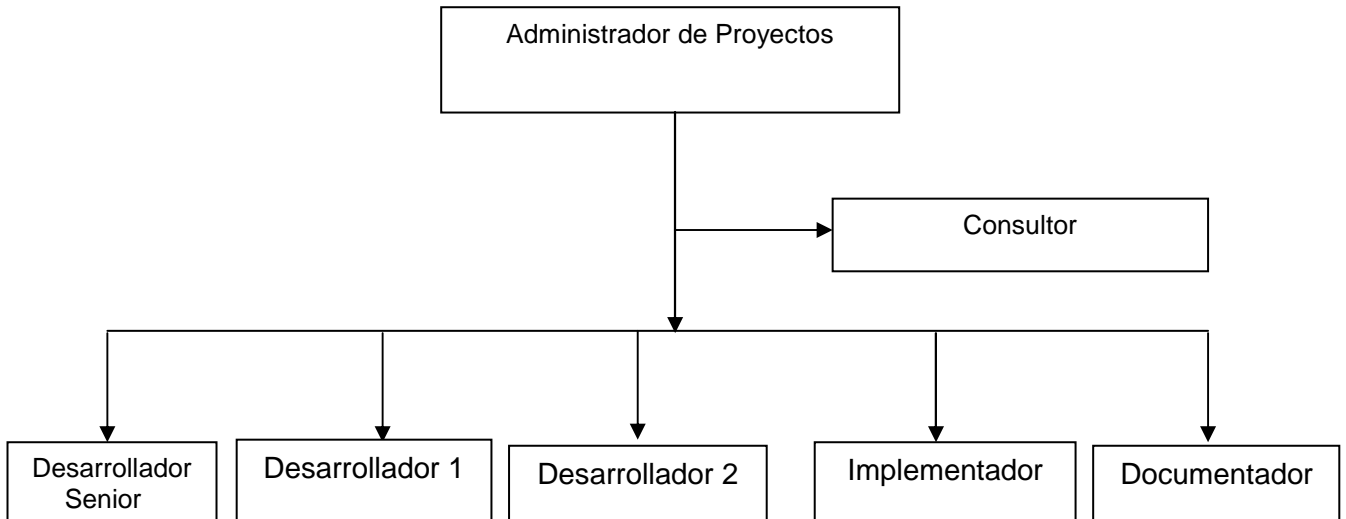 Administrador de Proyectos
Consultor
Desarrollador
Senior
Desarrollador 1
Desarrollador 2
Implementador
Documentador